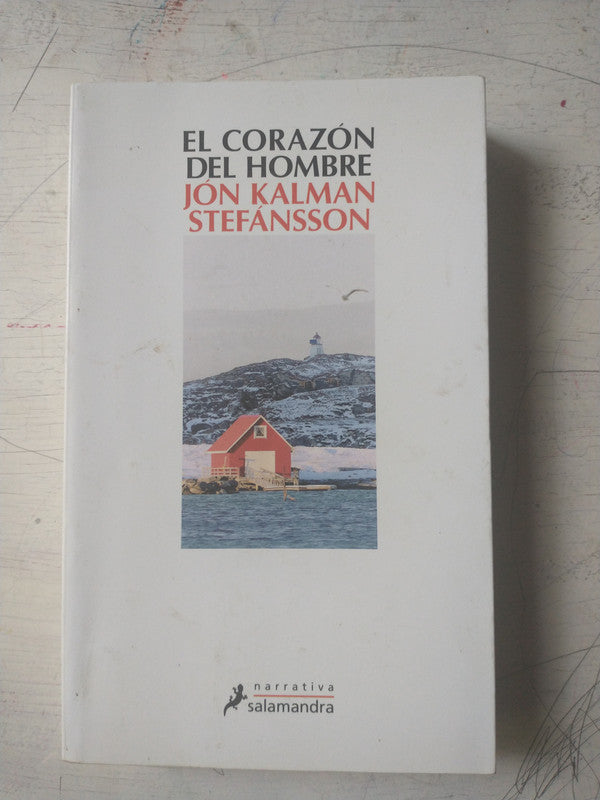 EL CORAZÓN
DEL HOMBRE
JÓN KALMAN
STEFÁNSSON
narrativa
salamandra